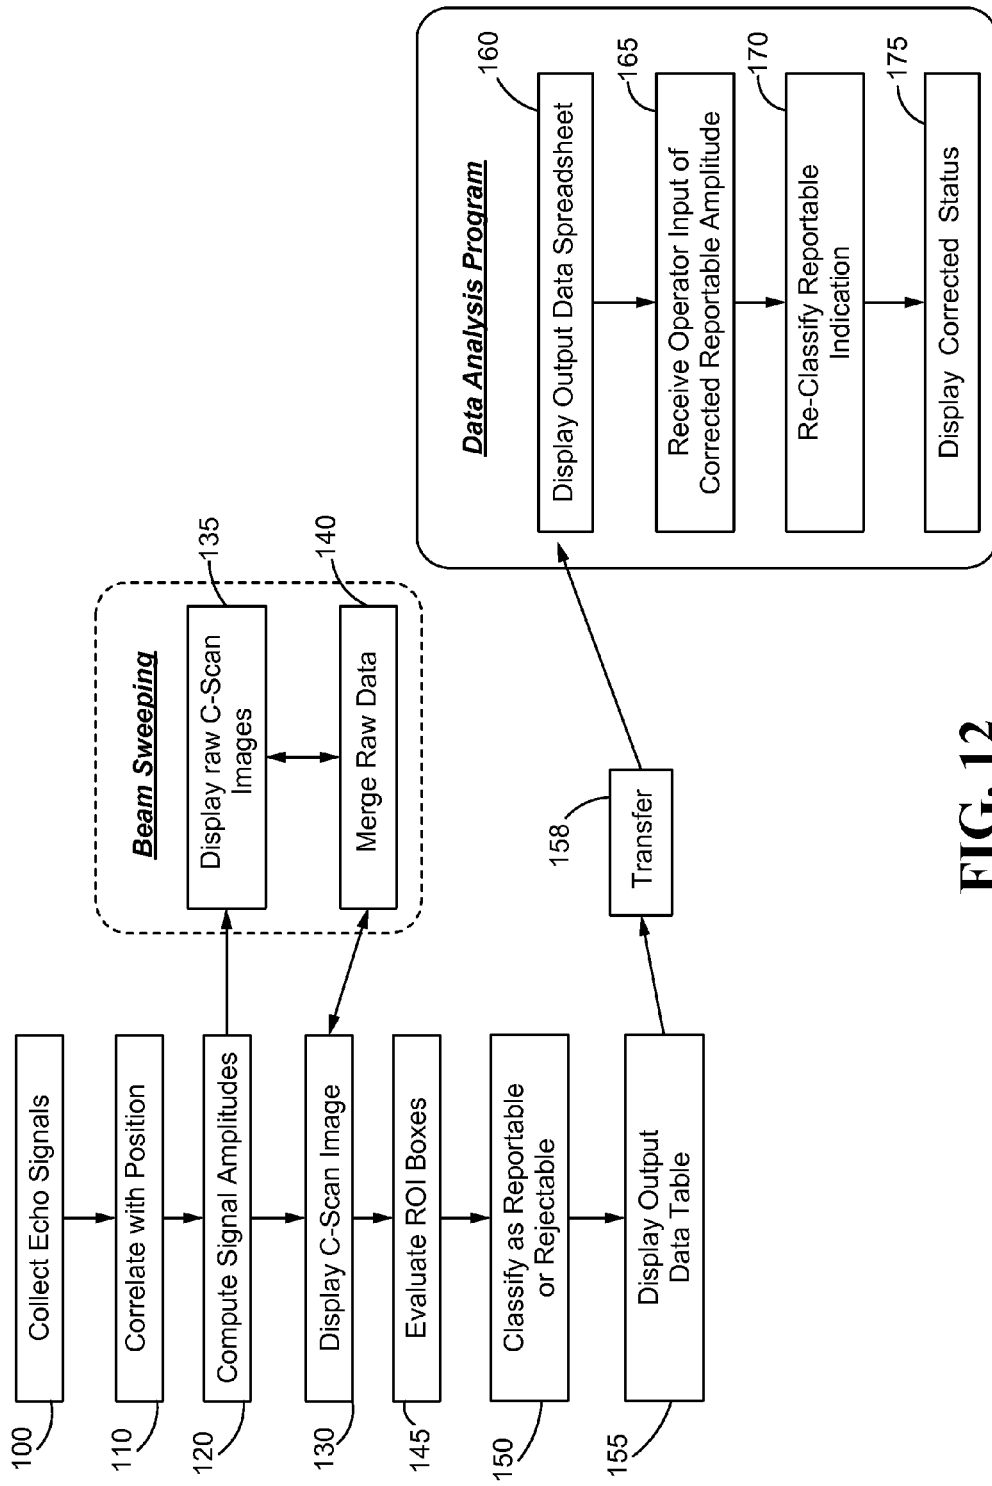 100
Collect Echo Signals
110
Correlate with Position
120
Compute Signal Amplitudes
130
Display C-Scan Image
145
Evaluate ROI Boxes
150
Classify as Reportable
or Rejectable
155
Display Output
Data Table
Beam Sweeping
135
Display raw C-Scan
Images
140
Merge Raw Data
158
Transfer
Data Analysis Program
160
Display Output Data Spreadsheet
165
Receive Operator Input of
Corrected Reportable Amplitude
170
Re-Classify Reportable
Indication
175
Display Corrected Status
FIG. 12